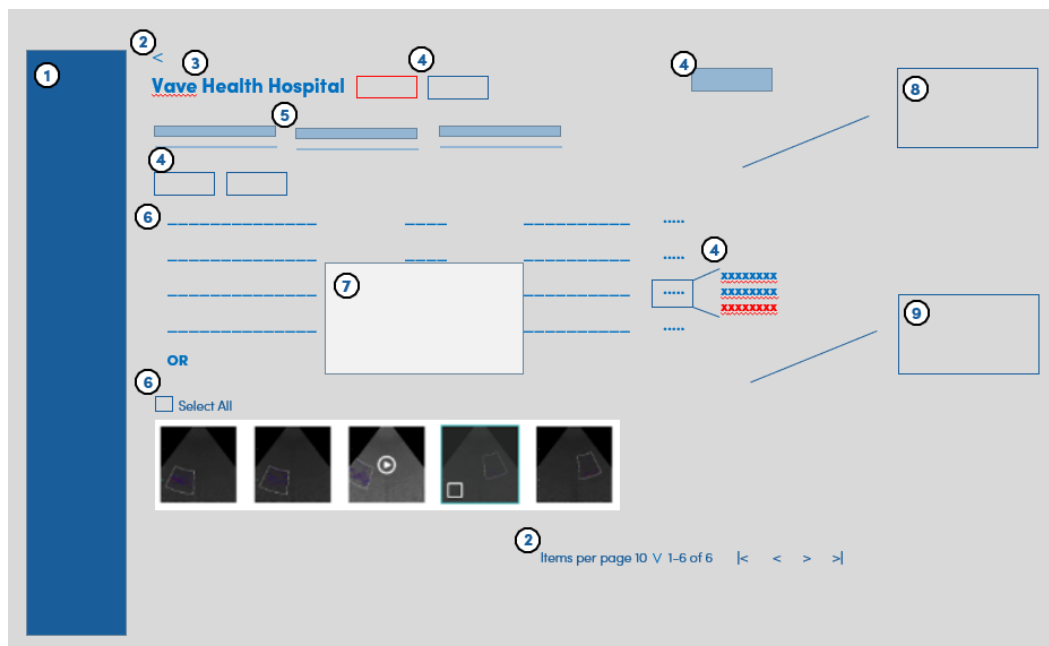 2
<
1
3
4
4
Vave Health Hospital
8
5
4
6
.....
.....
4
7
xxxxxxxx
.....
xxxxxxxx
9
xxxxxxxx
.....
OR
6
Select All
2
Items per page 10 V 1-6 of 6 |< < > >|